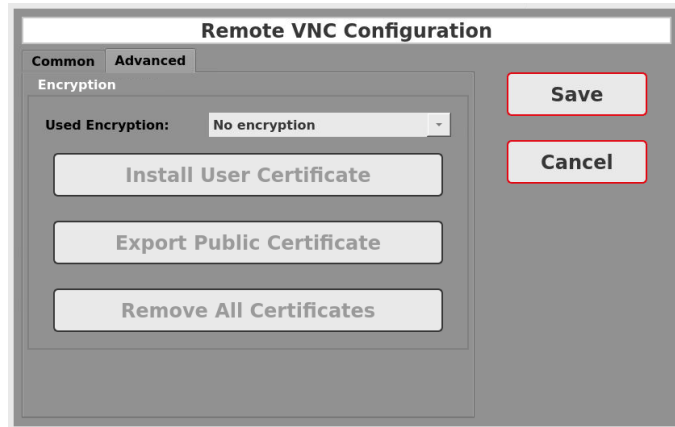 Remote VNC Configuration
Common
Advanced
Encryption
Used Encryption:
No encryption
Install User Certificate
Export Public Certificate
Remove All Certificates
Save
Cancel